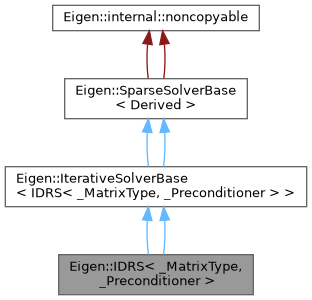 Eigen::internal::noncopyable
Eigen::SparseSolverBase
< Derived >
Eigen::IterativeSolverBase
< IDRS< _MatrixType, _Preconditioner > >
Eigen::IDRS< _MatrixType,
_Preconditioner >